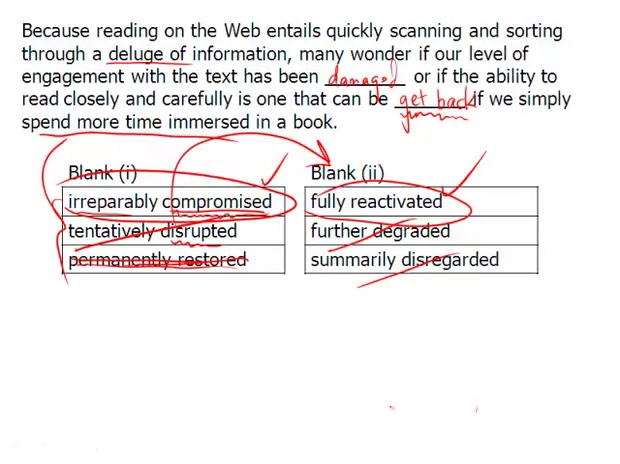 Because reading on the Web entails quickly scanning and sorting
through a deluge of information, many wonder if our level of
engagement with the text has been damaged or if the ability to
read closely and carefully is one that can be get back if we simply
spend more time immersed in a book.
Blank (i) Blank (ii)
irreparably compromised fully reactivated
tentatively disrupted further degraded
permanently restored summarily disregarded